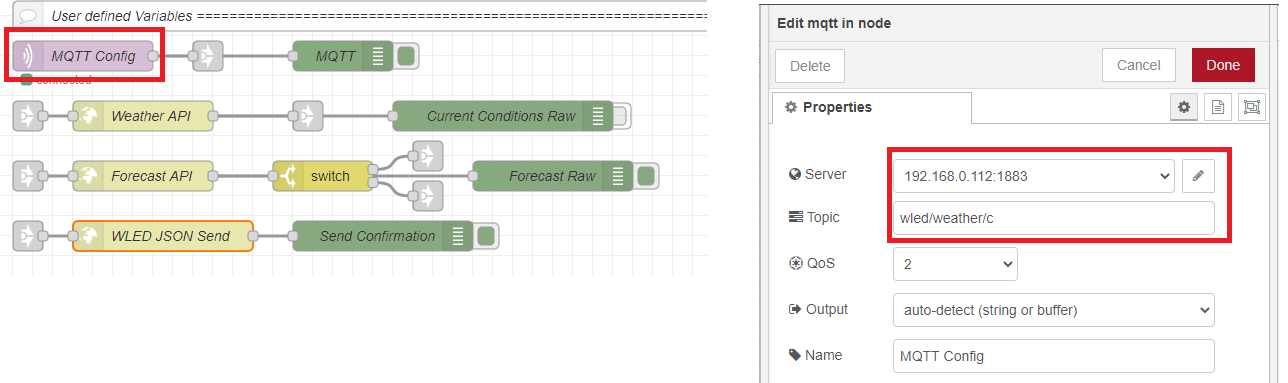 User defined Variables ================================================
MQTT Config
MQTT
connected
Weather API
Current Conditions Raw
Forecast API
switch
Forecast Raw
WLED JSON Send
Send Confirmation
Edit mqtt in node
Delete
Cancel
Done
Properties
Server
192.168.0.112:1883
Topic
wled/weather/c
QoS
2
Output
auto-detect (string or buffer)
Name
MQTT Config